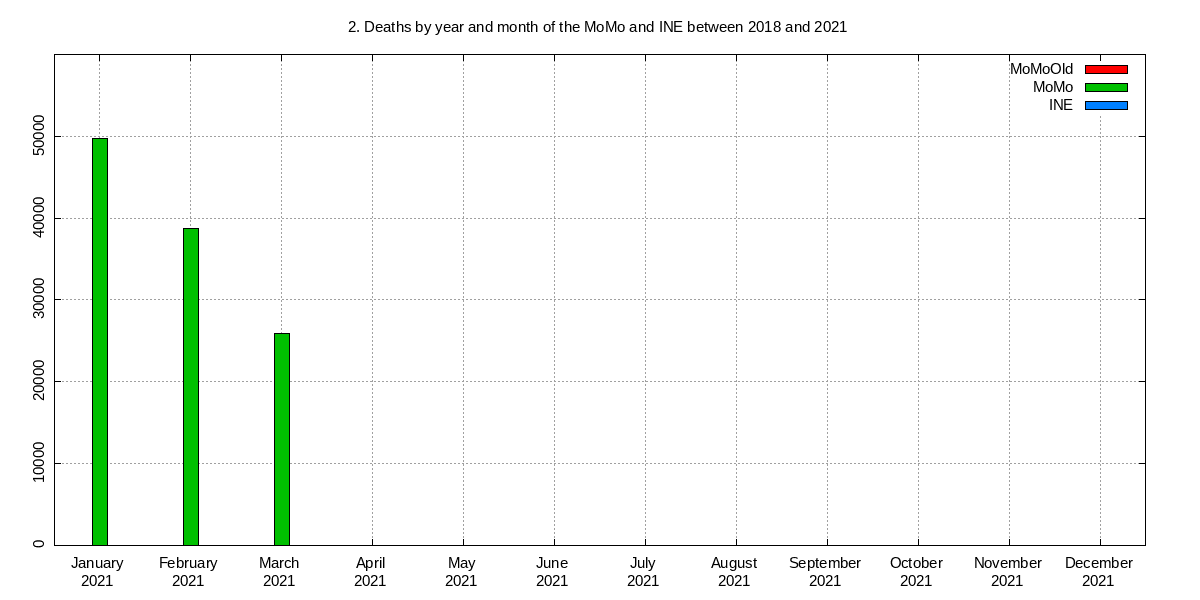 2. Deaths by year and month of the MoMo and INE between 2018 and 2021
MoMoOld
MoMo
INE
50000
40000
30000
20000
10000
0
January February March April May June July August September October November December
2021 2021 2021 2021 2021 2021 2021 2021 2021 2021 2021 2021